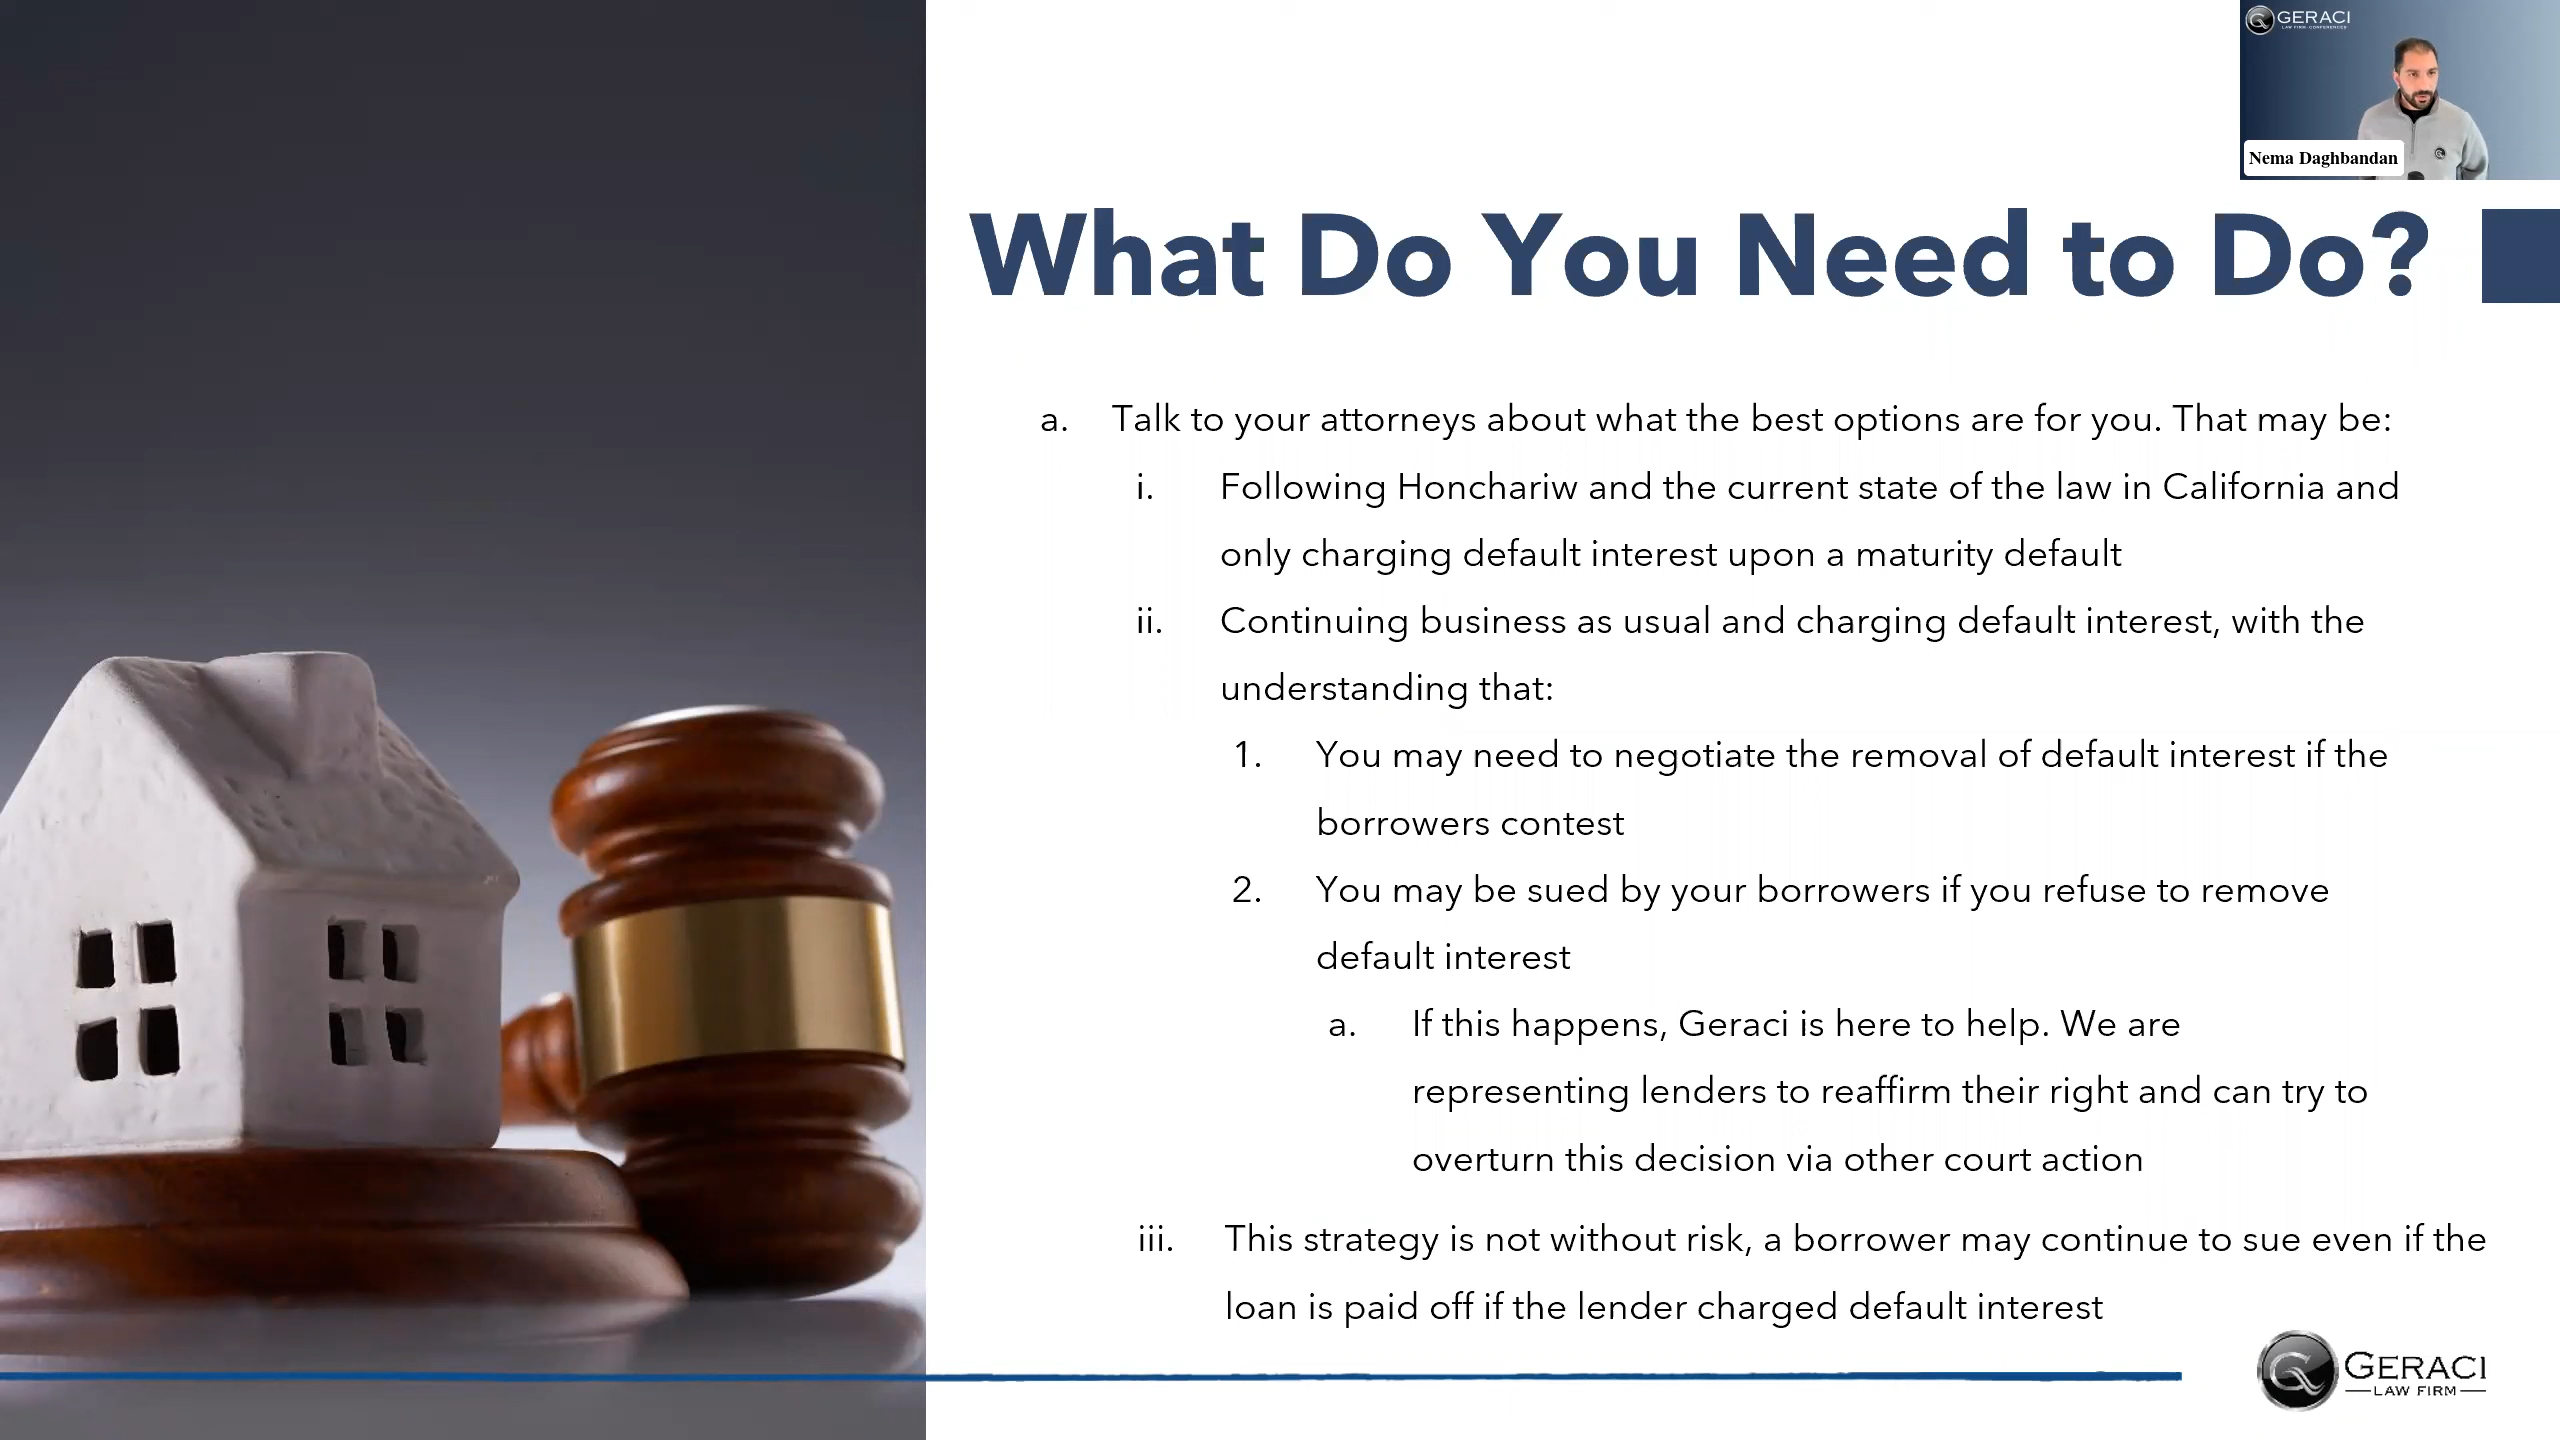 GERACI
LAW FIRM CONFERENCES
Nema Daghbandan
What Do You Need to Do?
a. Talk to your attorneys about what the best options are for you. That may be:
i. Following Honchariw and the current state of the law in California and
only charging default interest upon a maturity default
ii. Continuing business as usual and charging default interest, with the
understanding that:
1. You may need to negotiate the removal of default interest if the
borrowers contest
2. You may be sued by your borrowers if you refuse to remove
default interest
a. If this happens, Geraci is here to help. We are
representing lenders to reaffirm their right and can try to
overturn this decision via other court action
iii. This strategy is not without risk, a borrower may continue to sue even if the
loan is paid off if the lender charged default interest
GERACI
LAW FIRM